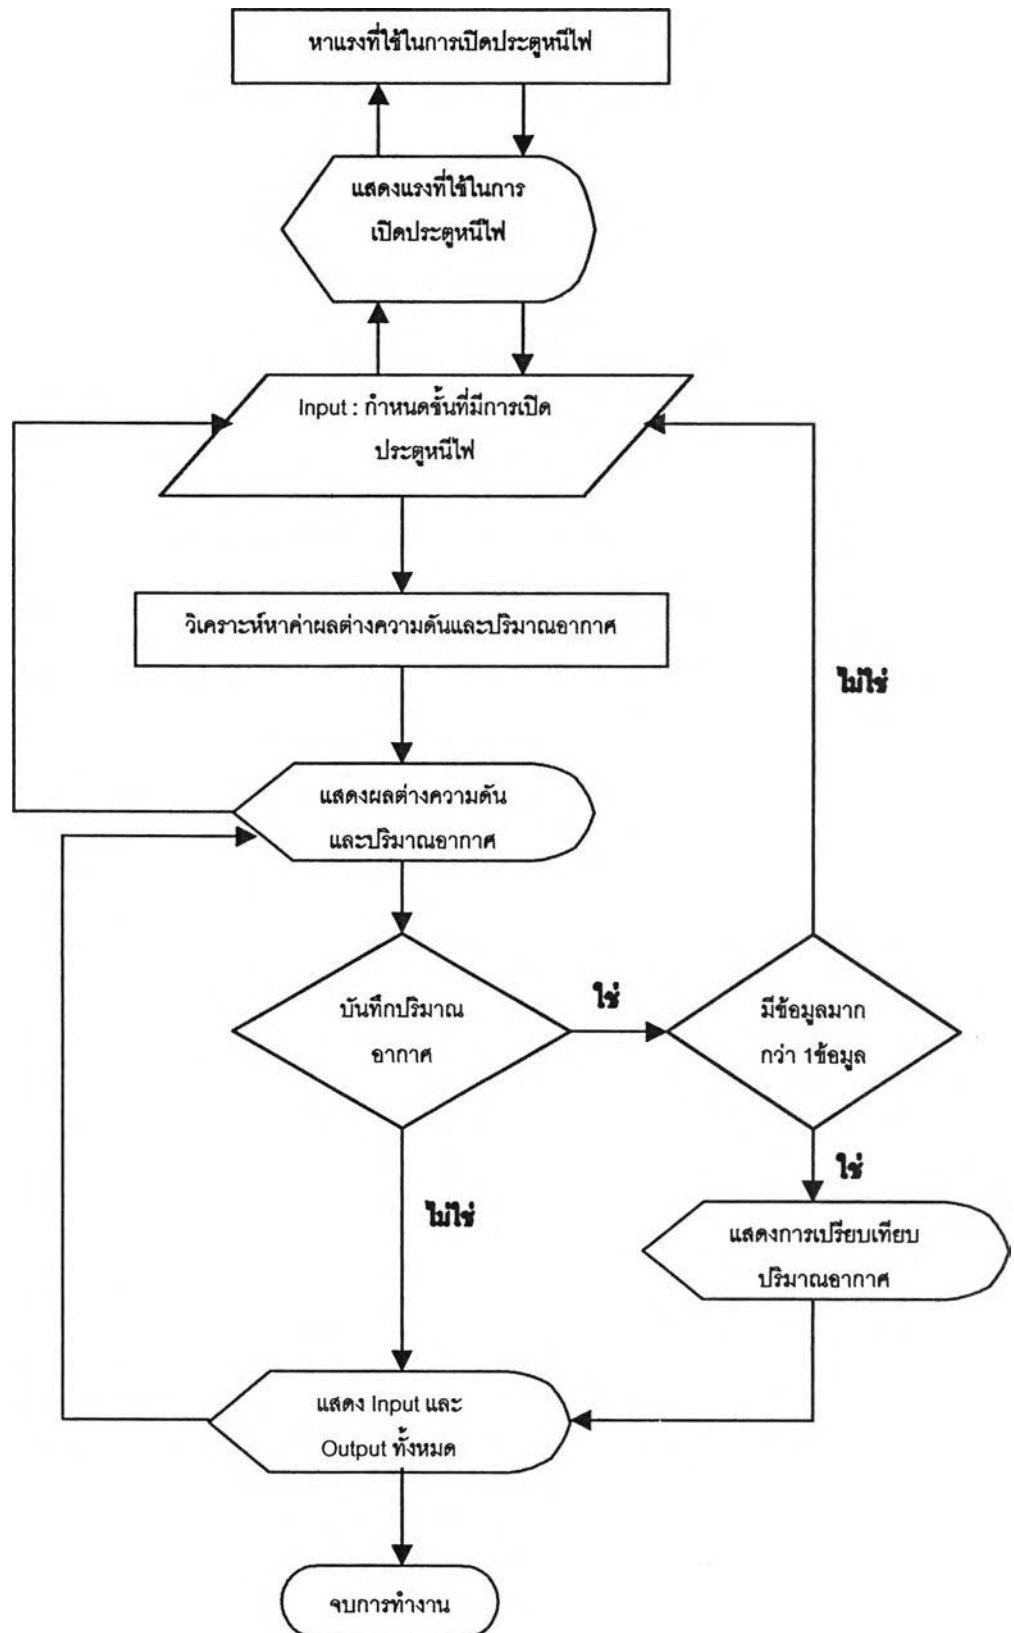 หาแรงที่ใช้ในการเปิดประตูหนีไฟ
แสดงแรงที่ใช้ในการ
เปิดประตูหนีไฟ
Input : กำหนดชั้นที่มีการเปิด
ประตูหนีไฟ
วิเคราะห์หาค่าผลต่างความดันและปริมาณอากาศ
ไม่ใช่
แสดงผลต่างความดัน
และปริมาณอากาศ
บันทึกปริมาณ
อากาศ
ใช่
มีข้อมูลมาก
กว่า 1ข้อมูล
ใช่
ไม่ใช่
แสดงการเปรียบเทียบ
ปริมาณอากาศ
แสดง Input และ
Output ทั้งหมด
จบการทำงาน